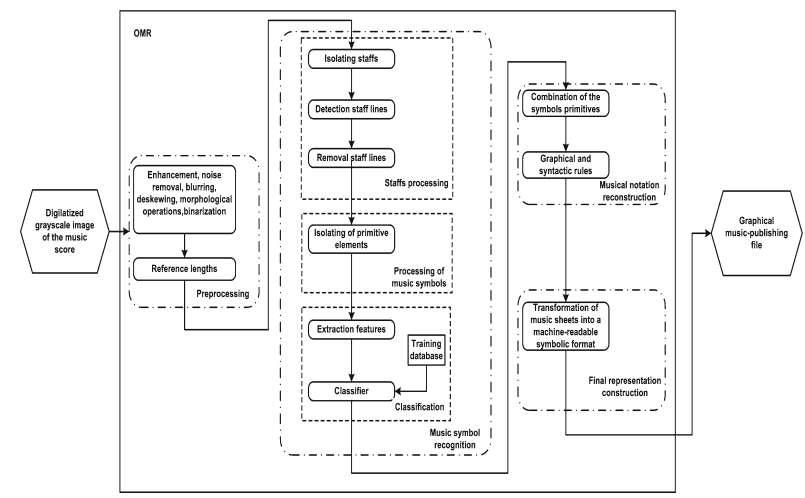 OMR
Digilatized
grayscale image
of the music
score
Enhancement, noise
removal, blurring,
deskewing, morphological
operations,binarization
Reference lengths
Preprocessing
Isolating staffs
Detection staff lines
Removal staff lines
Staffs processing
Isolating of primitive
elements
Processing of
music symbols
Extraction features
Training
database
Classifier
Classification
Music symbol
recognition
Combination of the
symbols primitives
Graphical and
syntactic rules
Musical notation
reconstruction
Transformation of
music sheets into a
machine-readable
symbolic format
Final representation
construction
Graphical
music-publishing
file